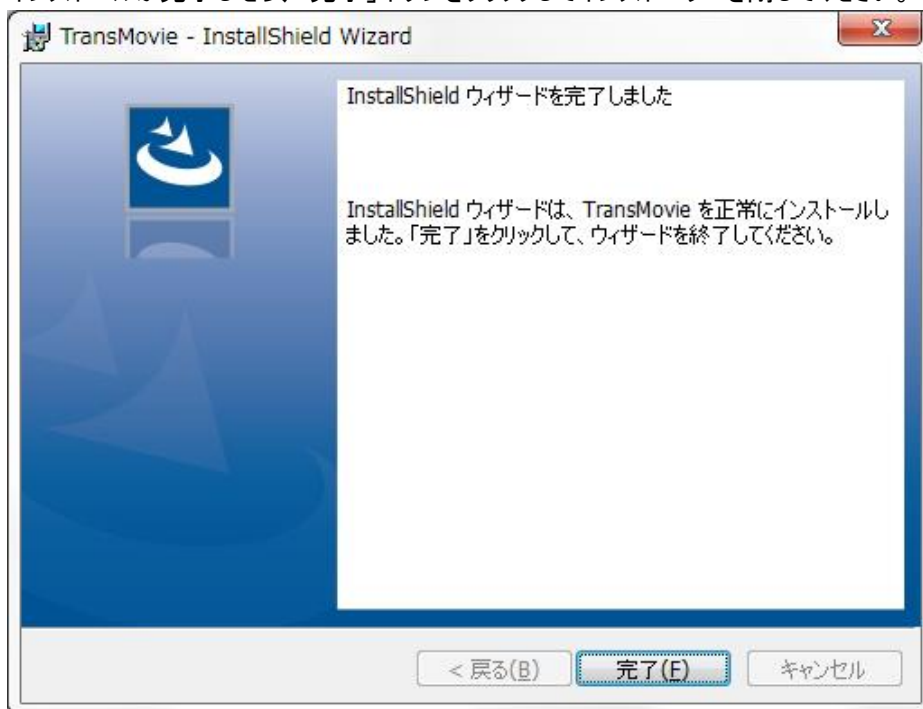 TransMovie - InstallShield Wizard
InstallShield ウィザードを完了しました
InstallShield ウィザードは、TransMovie を正常にインストールし
ました。「完了」をクリックして、ウィザードを終了してください。
< 戻る(B)
完了(F)
キャンセル